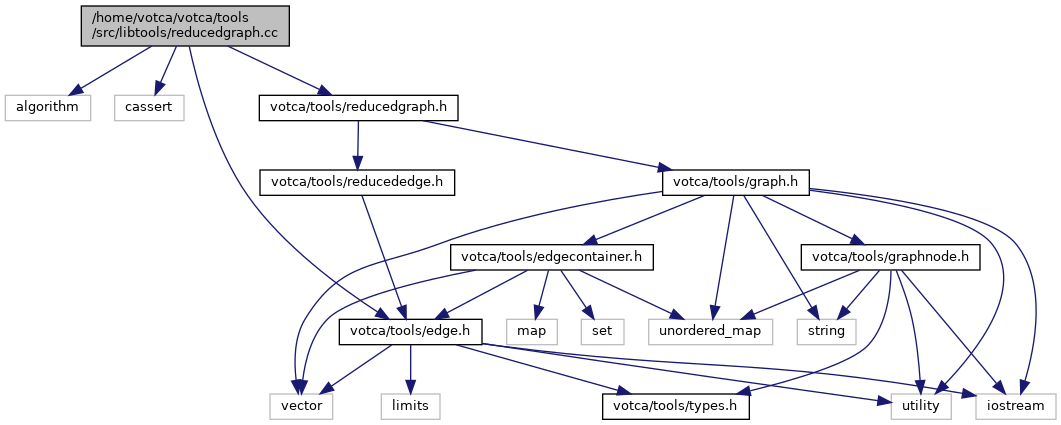 /home/votca/votca/tools
/src/libtools/reducedgraph.cc
algorithm
cassert
votca/tools/reducedgraph.h
votca/tools/reducededge.h
votca/tools/graph.h
votca/tools/edgecontainer.h
votca/tools/graphnode.h
votca/tools/edge.h
map
set
unordered_map
string
vector
limits
votca/tools/types.h
utility
iostream